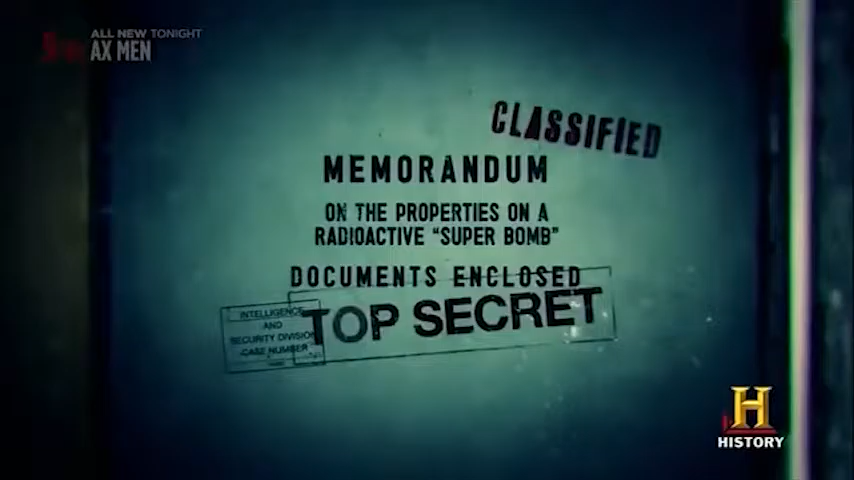 ALL NEW TONIGHT
AX MEN
CLASSIFIED
MEMORANDUM
ON THE PROPERTIES ON A
RADIOACTIVE “SUPER BOMB”
DOCUMENTS ENCLOSED
TOP SECRET
INTELLIGENCE
AND
SECURITY DIVISION
CASE NUMBER
H
HISTORY